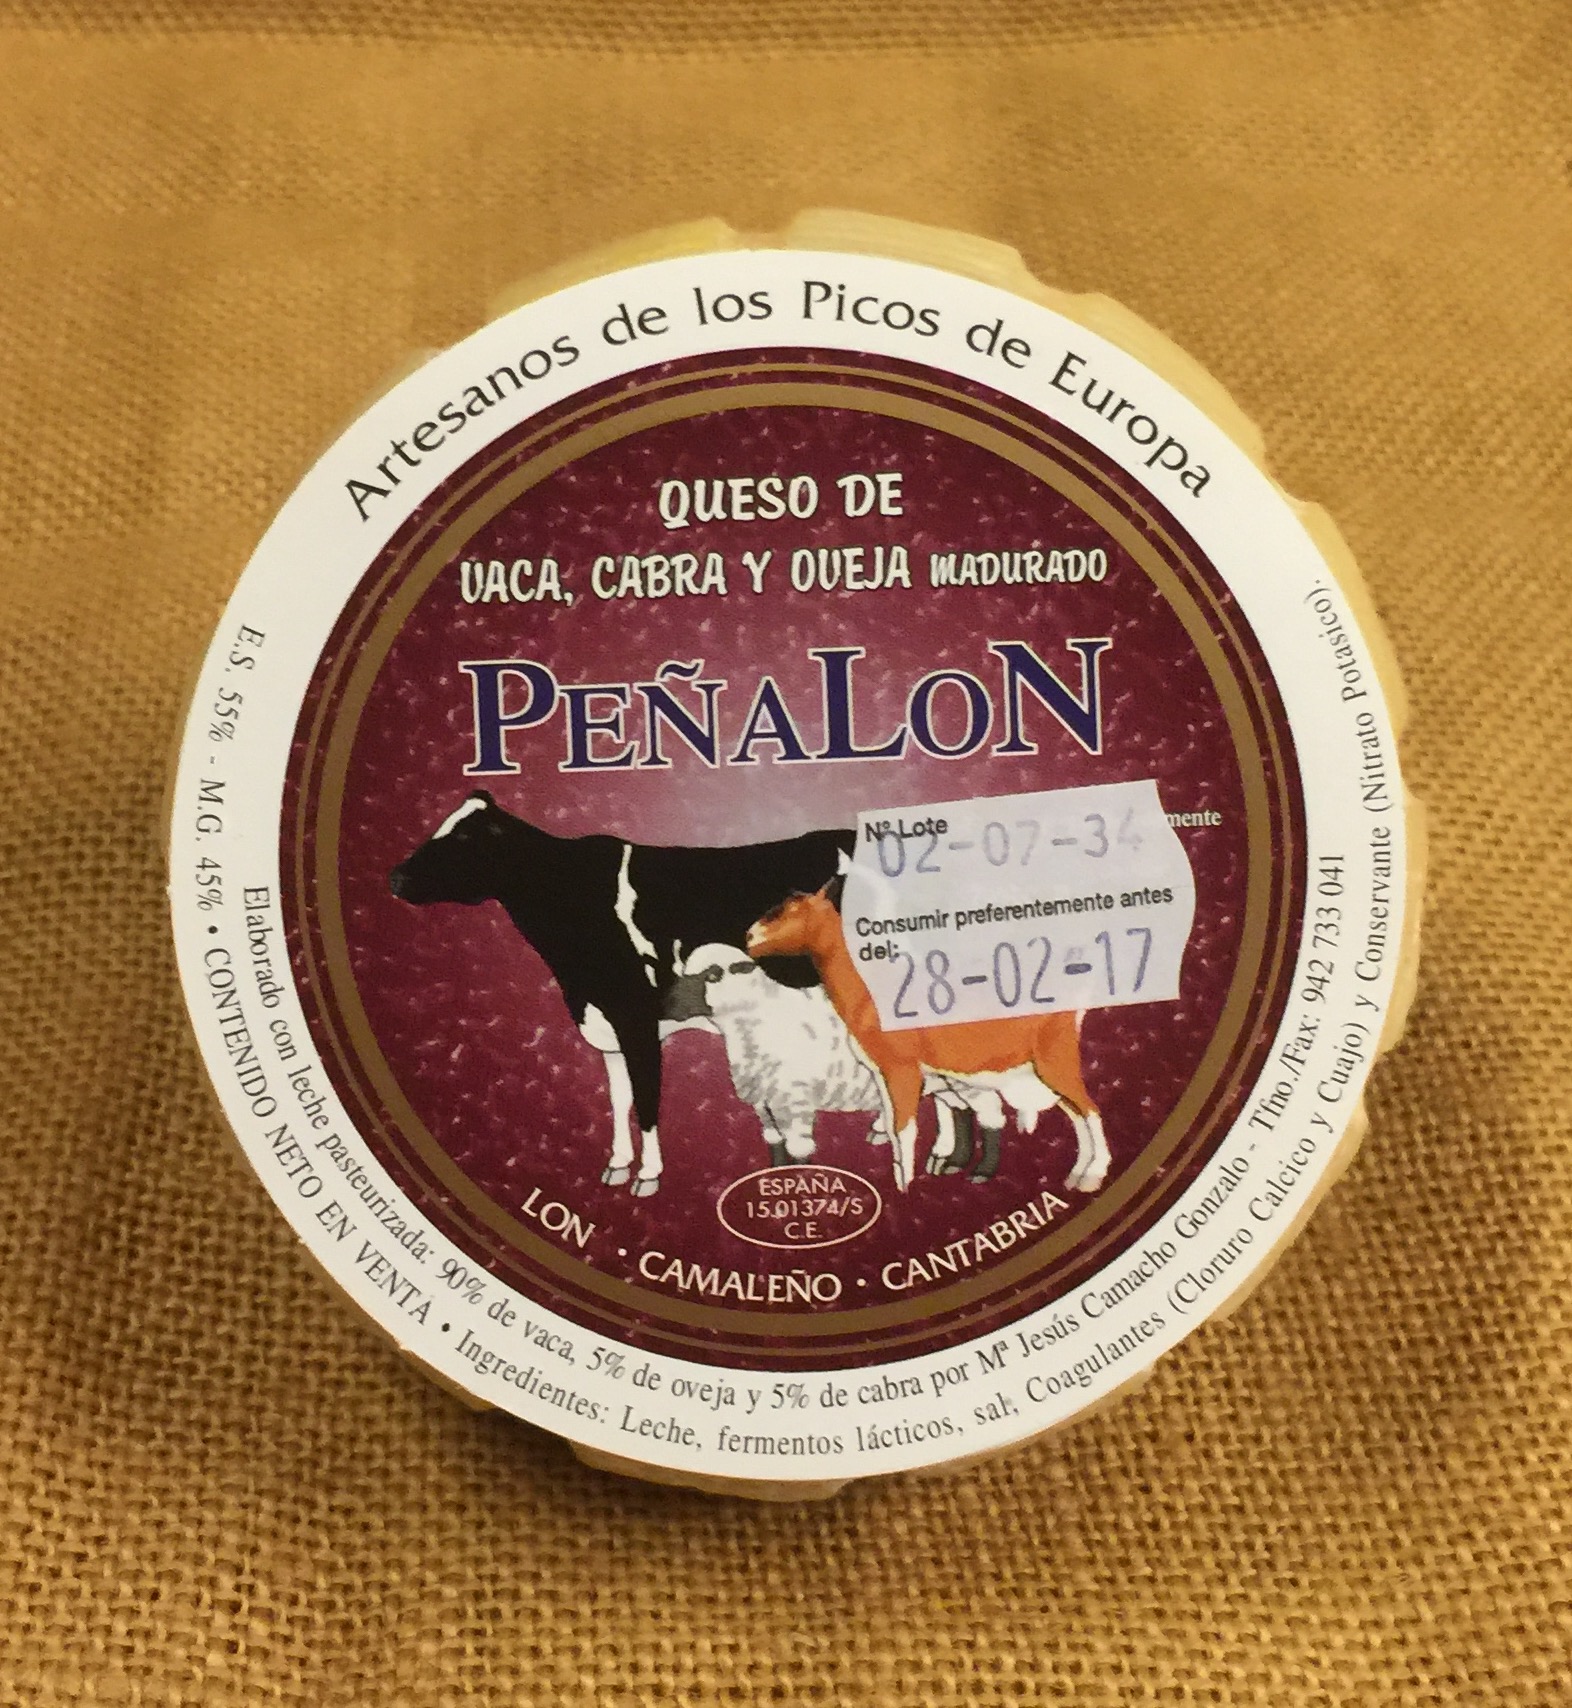 Artesanos de los Picos de Europa
QUESO DE
VACA, CABRA Y OVEJA MADURADO
PEÑALON
mente
Nº Lote
02-07-34
Consumir preferentemente antes
del:
28-02-17
ESPAÑA
15.01374/S
C.E.
LON · CAMALEÑO · CANTABRIA
Elaborado con leche pasteurizada: 90% de vaca, 5% de oveja y 5% de cabra por Mª Jesús Camacho Gonzalo - Tfno./Fax: 942 733 041
E.S. 55% - M.G. 45% • CONTENIDO NETO EN VENTA • Ingredientes: Leche, fermentos lácticos, sal, Coagulantes (Cloruro Calcico y Cuajo) y Conservante (Nitrato Potasico).